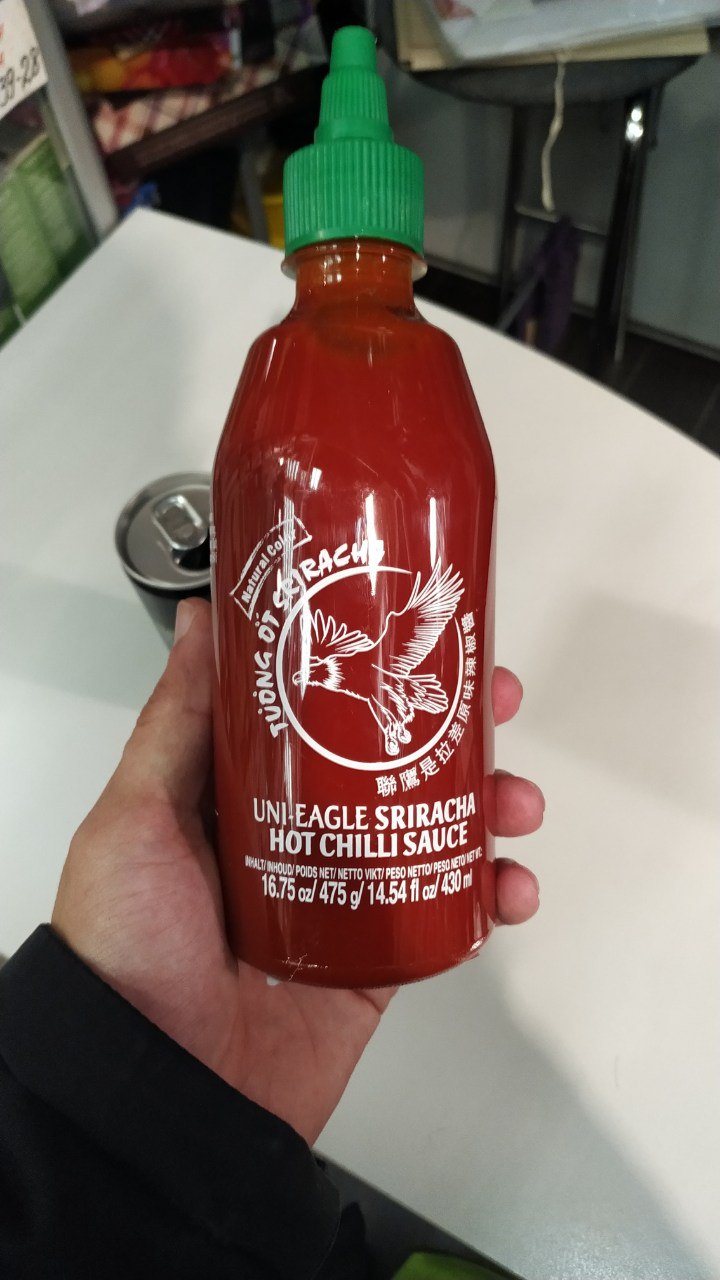 39-28
Natural Color
TƯƠNG ỚT SRIRACHA
聯鷹是拉差原味辣椒醬
UNI-EAGLE SRIRACHA
HOT CHILLI SAUCE
INHALT/ INHOUD/ POIDS NET/ NETTO VIKT/ PESO NETTO/ PESO NETO/ NET WT.:
16.75 oz/ 475 g/ 14.54 fl oz/ 430 ml